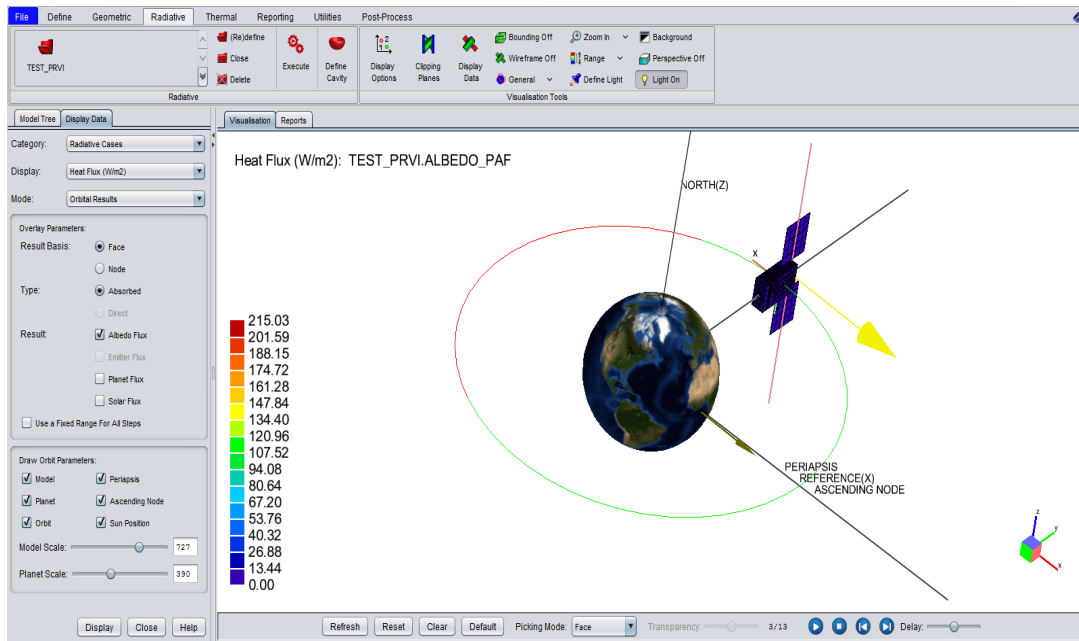 File Define Geometric Radiative Thermal Reporting Utilities Post-Process
TEST_PRVI
(Re)define
Close
Delete
Execute
Define Cavity
Display Options
Clipping Planes
Display Data
Bounding Off
Wireframe Off
General
Zoom In
Range
Define Light
Background
Perspective Off
Light On
Radiative
Visualisation Tools
Model Tree Display Data
Visualisation Reports
Category: Radiative Cases
Display: Heat Flux (W/m2)
Mode: Orbital Results
Overlay Parameters:
Result Basis: Face
Node
Type: Absorbed
Direct
Result: Albedo Flux
Emitter Flux
Planet Flux
Solar Flux
Use a Fixed Range For All Steps
Draw Orbit Parameters:
Model Periapsis
Planet Ascending Node
Orbit Sun Position
Model Scale: 727
Planet Scale: 390
Display Close Help
Heat Flux (W/m2): TEST_PRVI.ALBEDO_PAF
NORTH(Z)
X
215.03
201.59
188.15
174.72
161.28
147.84
134.40
120.96
107.52
94.08
80.64
67.20
53.76
40.32
26.88
13.44
0.00
PERIAPSIS
REFERENCE(X)
ASCENDING NODE
z
y
x
Refresh Reset Clear Default Picking Mode: Face Transparency: 3/13 Delay: